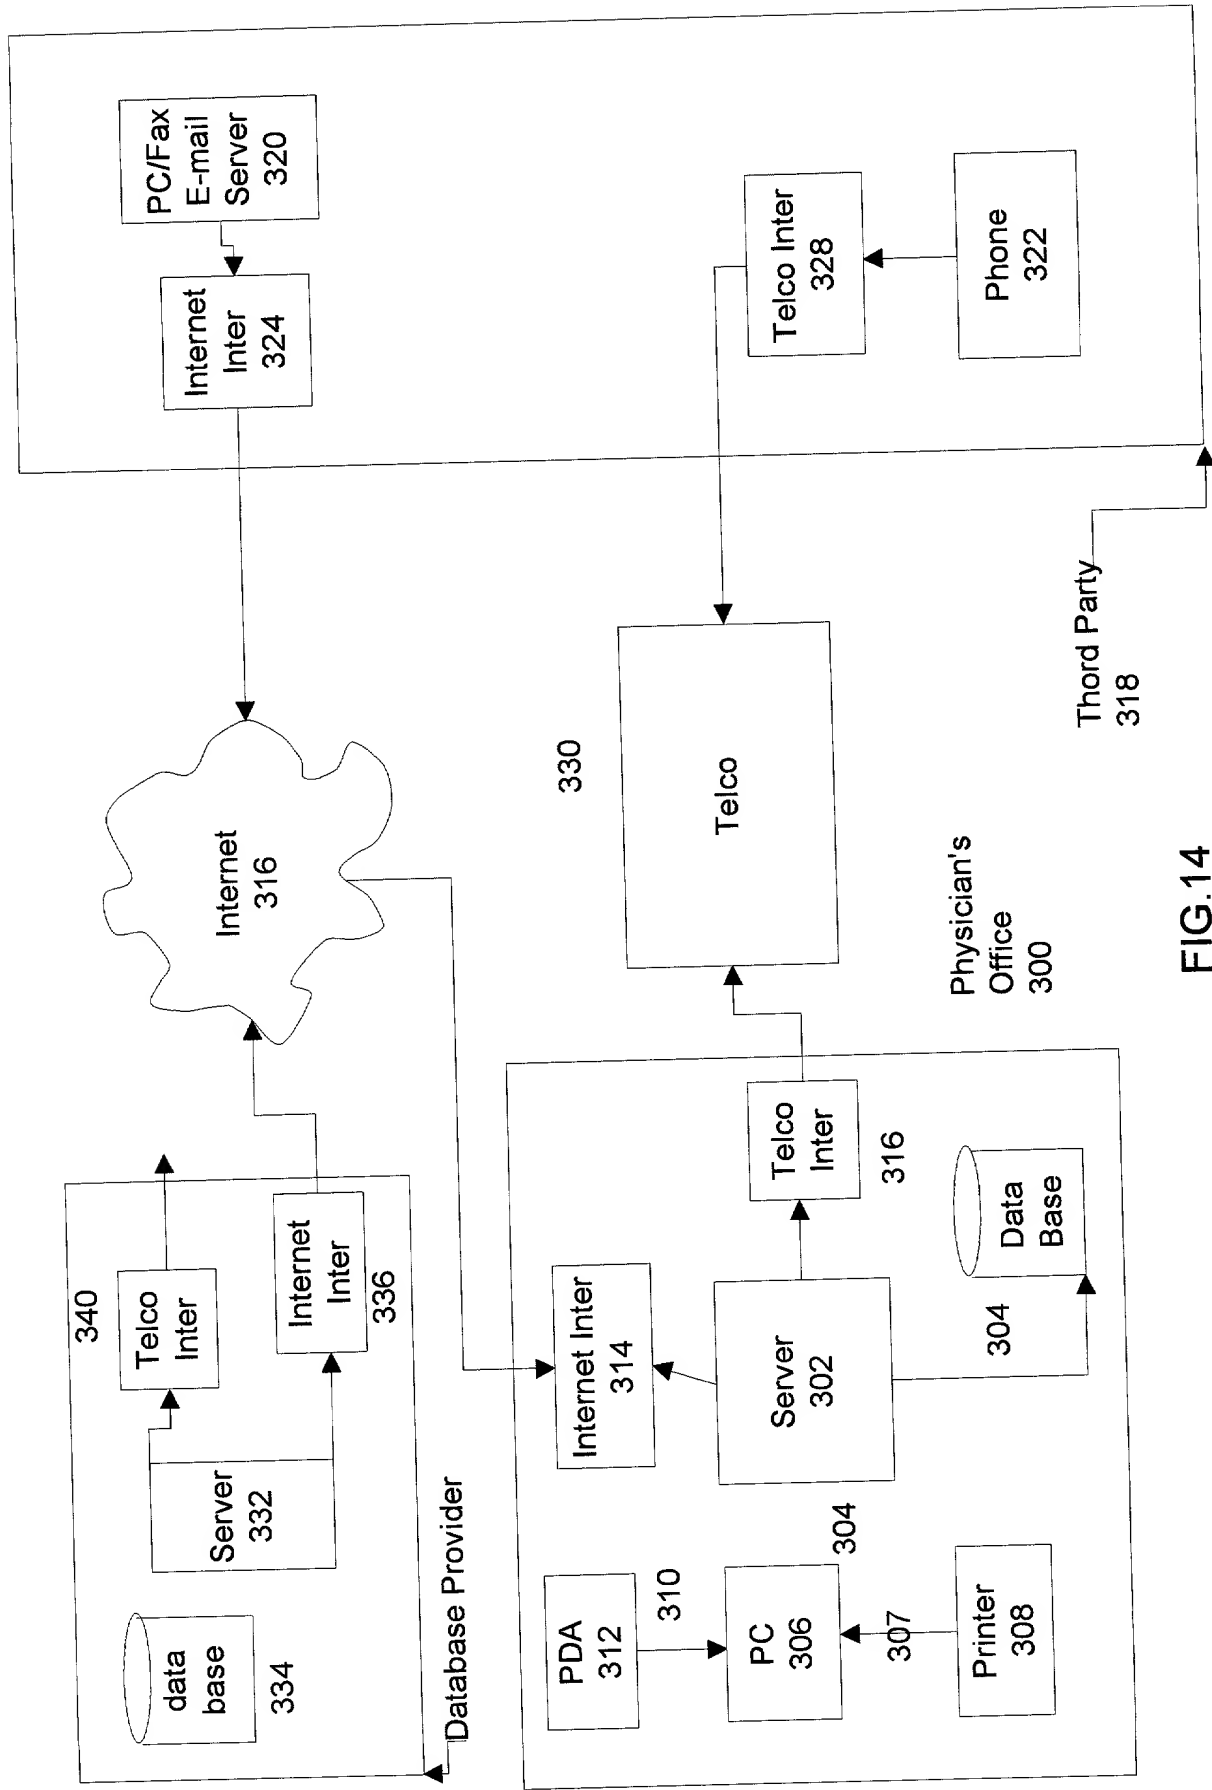 340
Telco
Inter
data
base
334
Server
332
Internet
Inter
336
Database Provider
Internet
316
Internet
Inter
324
PC/Fax
E-mail
Server
320
PDA
312
310
PC
306
304
307
Printer
308
Internet Inter
314
Server
302
304
Telco
Inter
316
Data
Base
Physician's
Office
300
330
Telco
Telco Inter
328
Phone
322
Thord Party
318
FIG.14